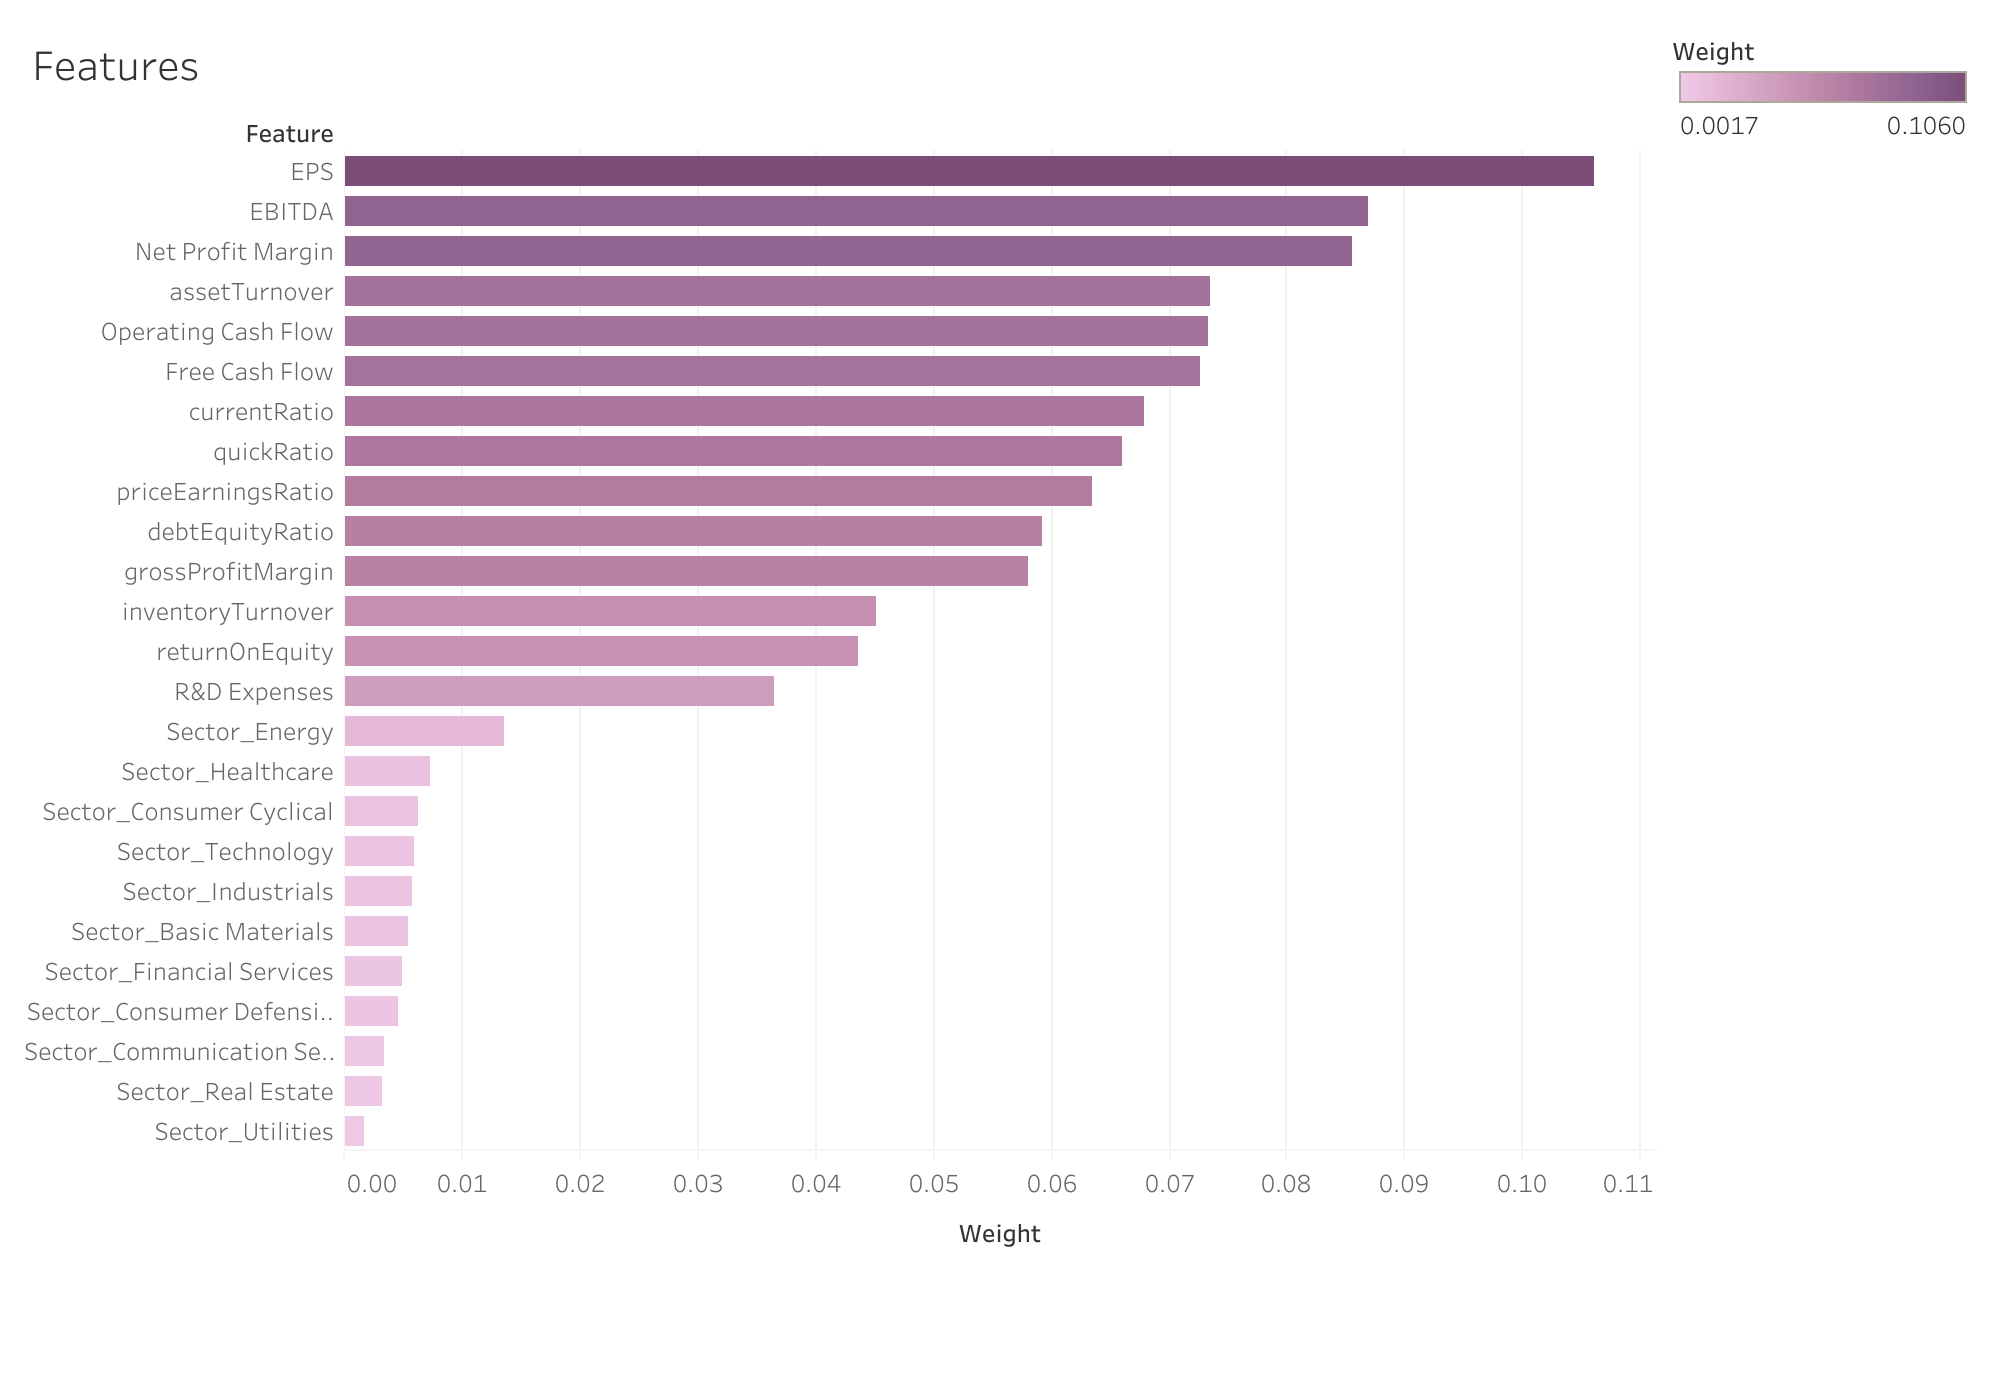 Features
Weight
0.0017 0.1060
Feature
EPS
EBITDA
Net Profit Margin
assetTurnover
Operating Cash Flow
Free Cash Flow
currentRatio
quickRatio
priceEarningsRatio
debtEquityRatio
grossProfitMargin
inventoryTurnover
returnOnEquity
R&D Expenses
Sector_Energy
Sector_Healthcare
Sector_Consumer Cyclical
Sector_Technology
Sector_Industrials
Sector_Basic Materials
Sector_Financial Services
Sector_Consumer Defensi..
Sector_Communication Se..
Sector_Real Estate
Sector_Utilities
0.00 0.01 0.02 0.03 0.04 0.05 0.06 0.07 0.08 0.09 0.10 0.11
Weight